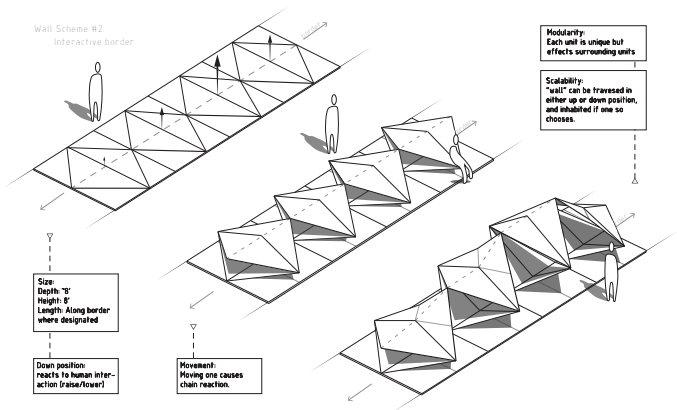 Wall Scheme #2
Interactive border
Modularity:
Each unit is unique but
effects surrounding units
Scalability:
"wall" can be travesed in
either up or down position,
and inhabited if one so
chooses.
Size:
Depth: ~8'
Height: 8'
Length: Along border
where designated
Down position:
reacts to human inter-
action (raise/lower)
Movement:
Moving one causes
chain reaction.